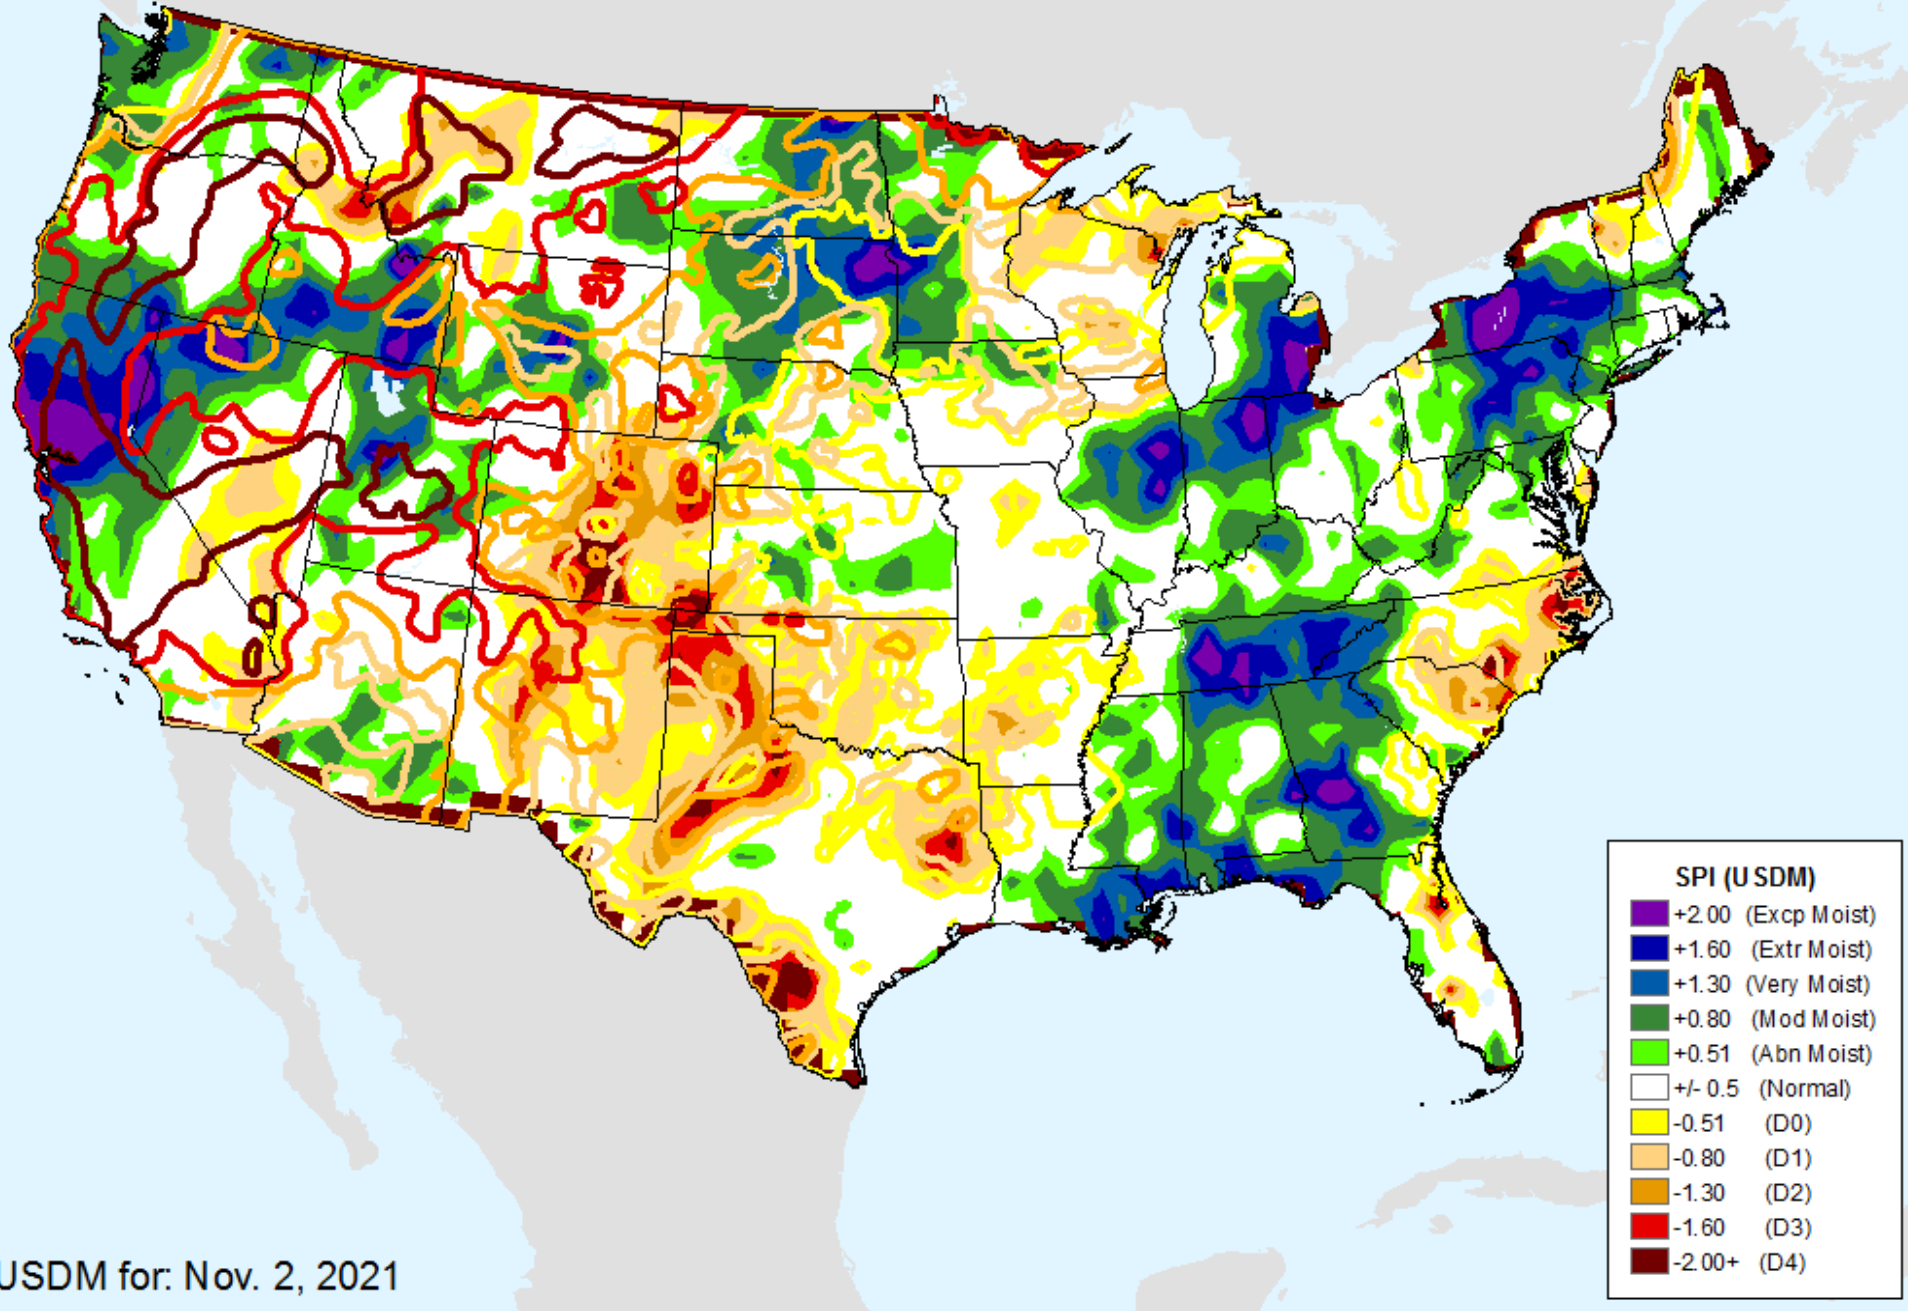 SPI (USDM)
+2.00 (Excp Moist)
+1.60 (Extr Moist)
+1.30 (Very Moist)
+0.80 (Mod Moist)
+0.51 (Abn Moist)
+/- 0.5 (Normal)
-0.51 (D0)
-0.80 (D1)
-1.30 (D2)
-1.60 (D3)
-2.00+ (D4)
USDM for: Nov. 2, 2021